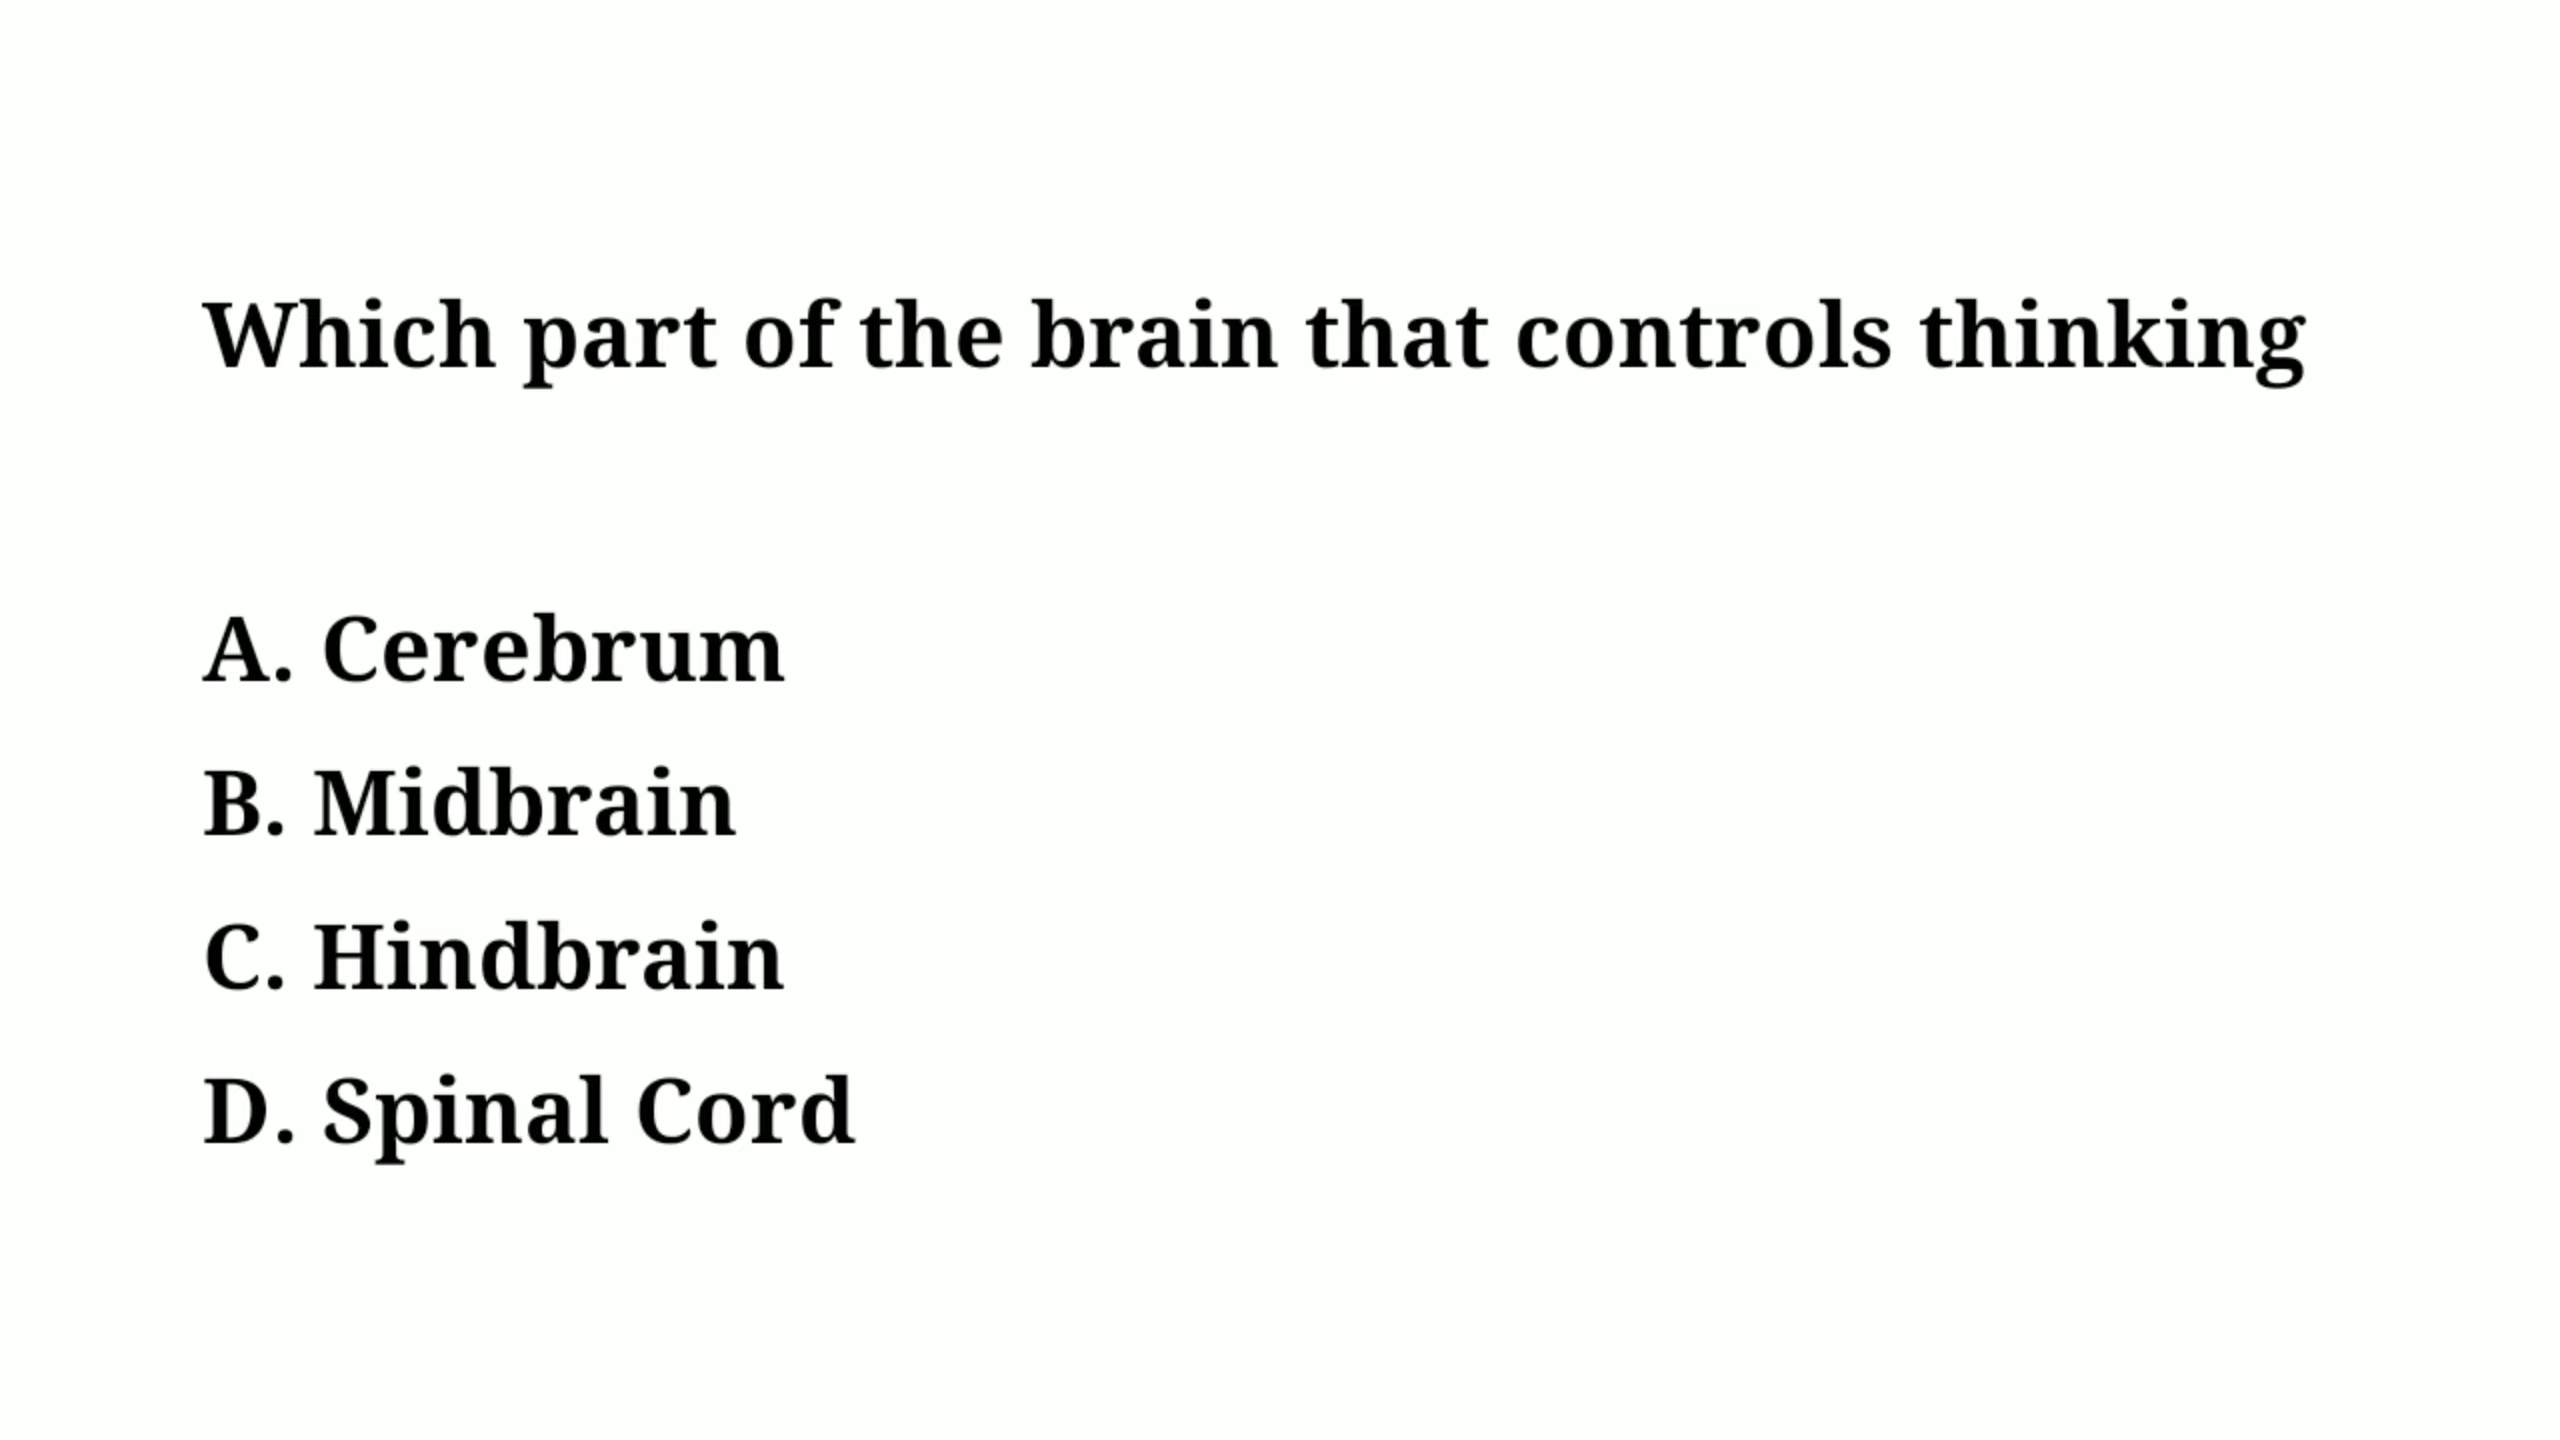 Which part of the brain that controls thinking
A. Cerebrum
B. Midbrain
C. Hindbrain
D. Spinal Cord